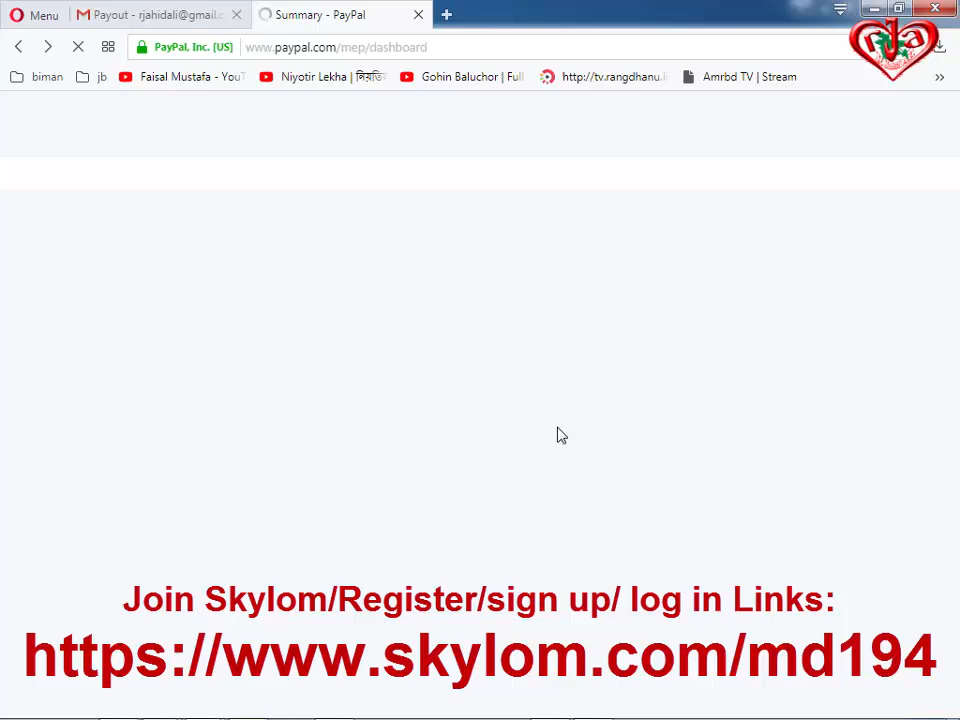 Menu
Payout - rjahidali@gmail.c
Summary - PayPal
PayPal, Inc. [US]
www.paypal.com/mep/dashboard
biman
jb
Faisal Mustafa - YouT
Niyotir Lekha |
Gohin Baluchor | Full
http://tv.rangdhanu.li
Amrbd TV | Stream
rja
Join Skylom/Register/sign up/ log in Links:
https://www.skylom.com/md194